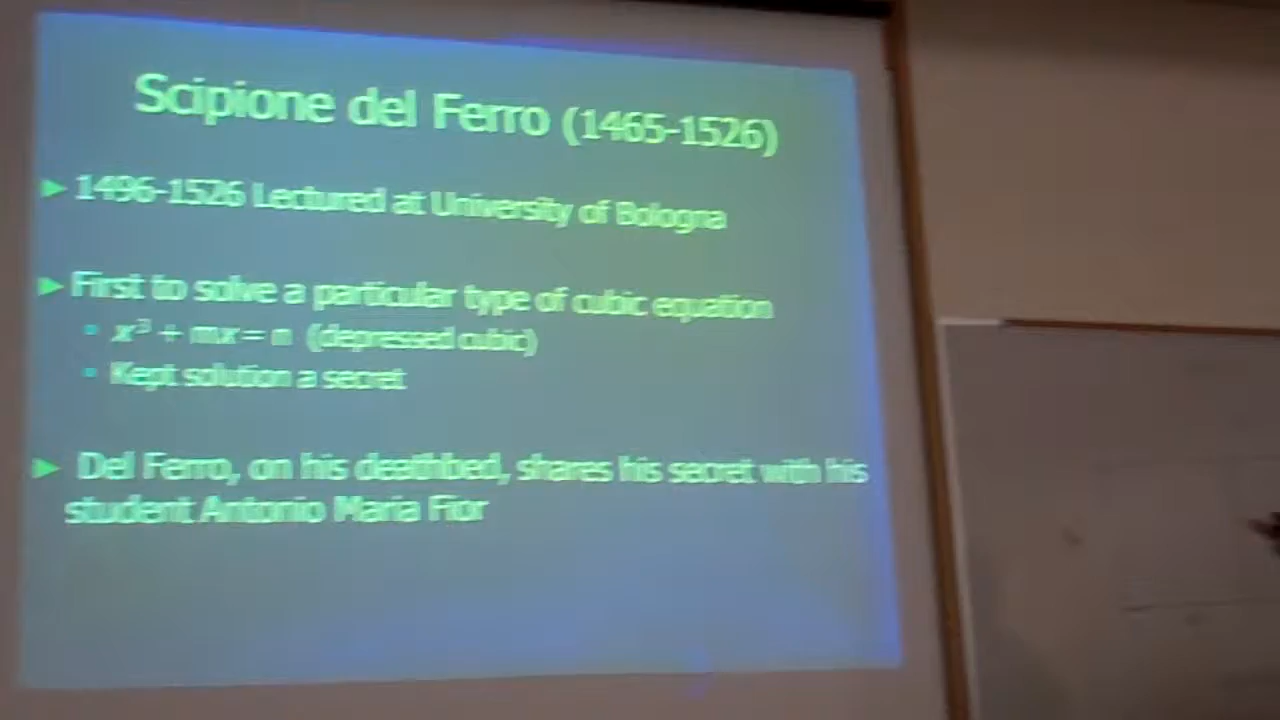 Scipione del Ferro (1465-1526)
► 1496-1526 Lectured at University of Bologna
► First to solve a particular type of cubic equation
▪ x³ + mx = n (depressed cubic)
▪ Kept solution a secret
► Del Ferro, on his deathbed, shares his secret with his
student Antonio Maria Fior